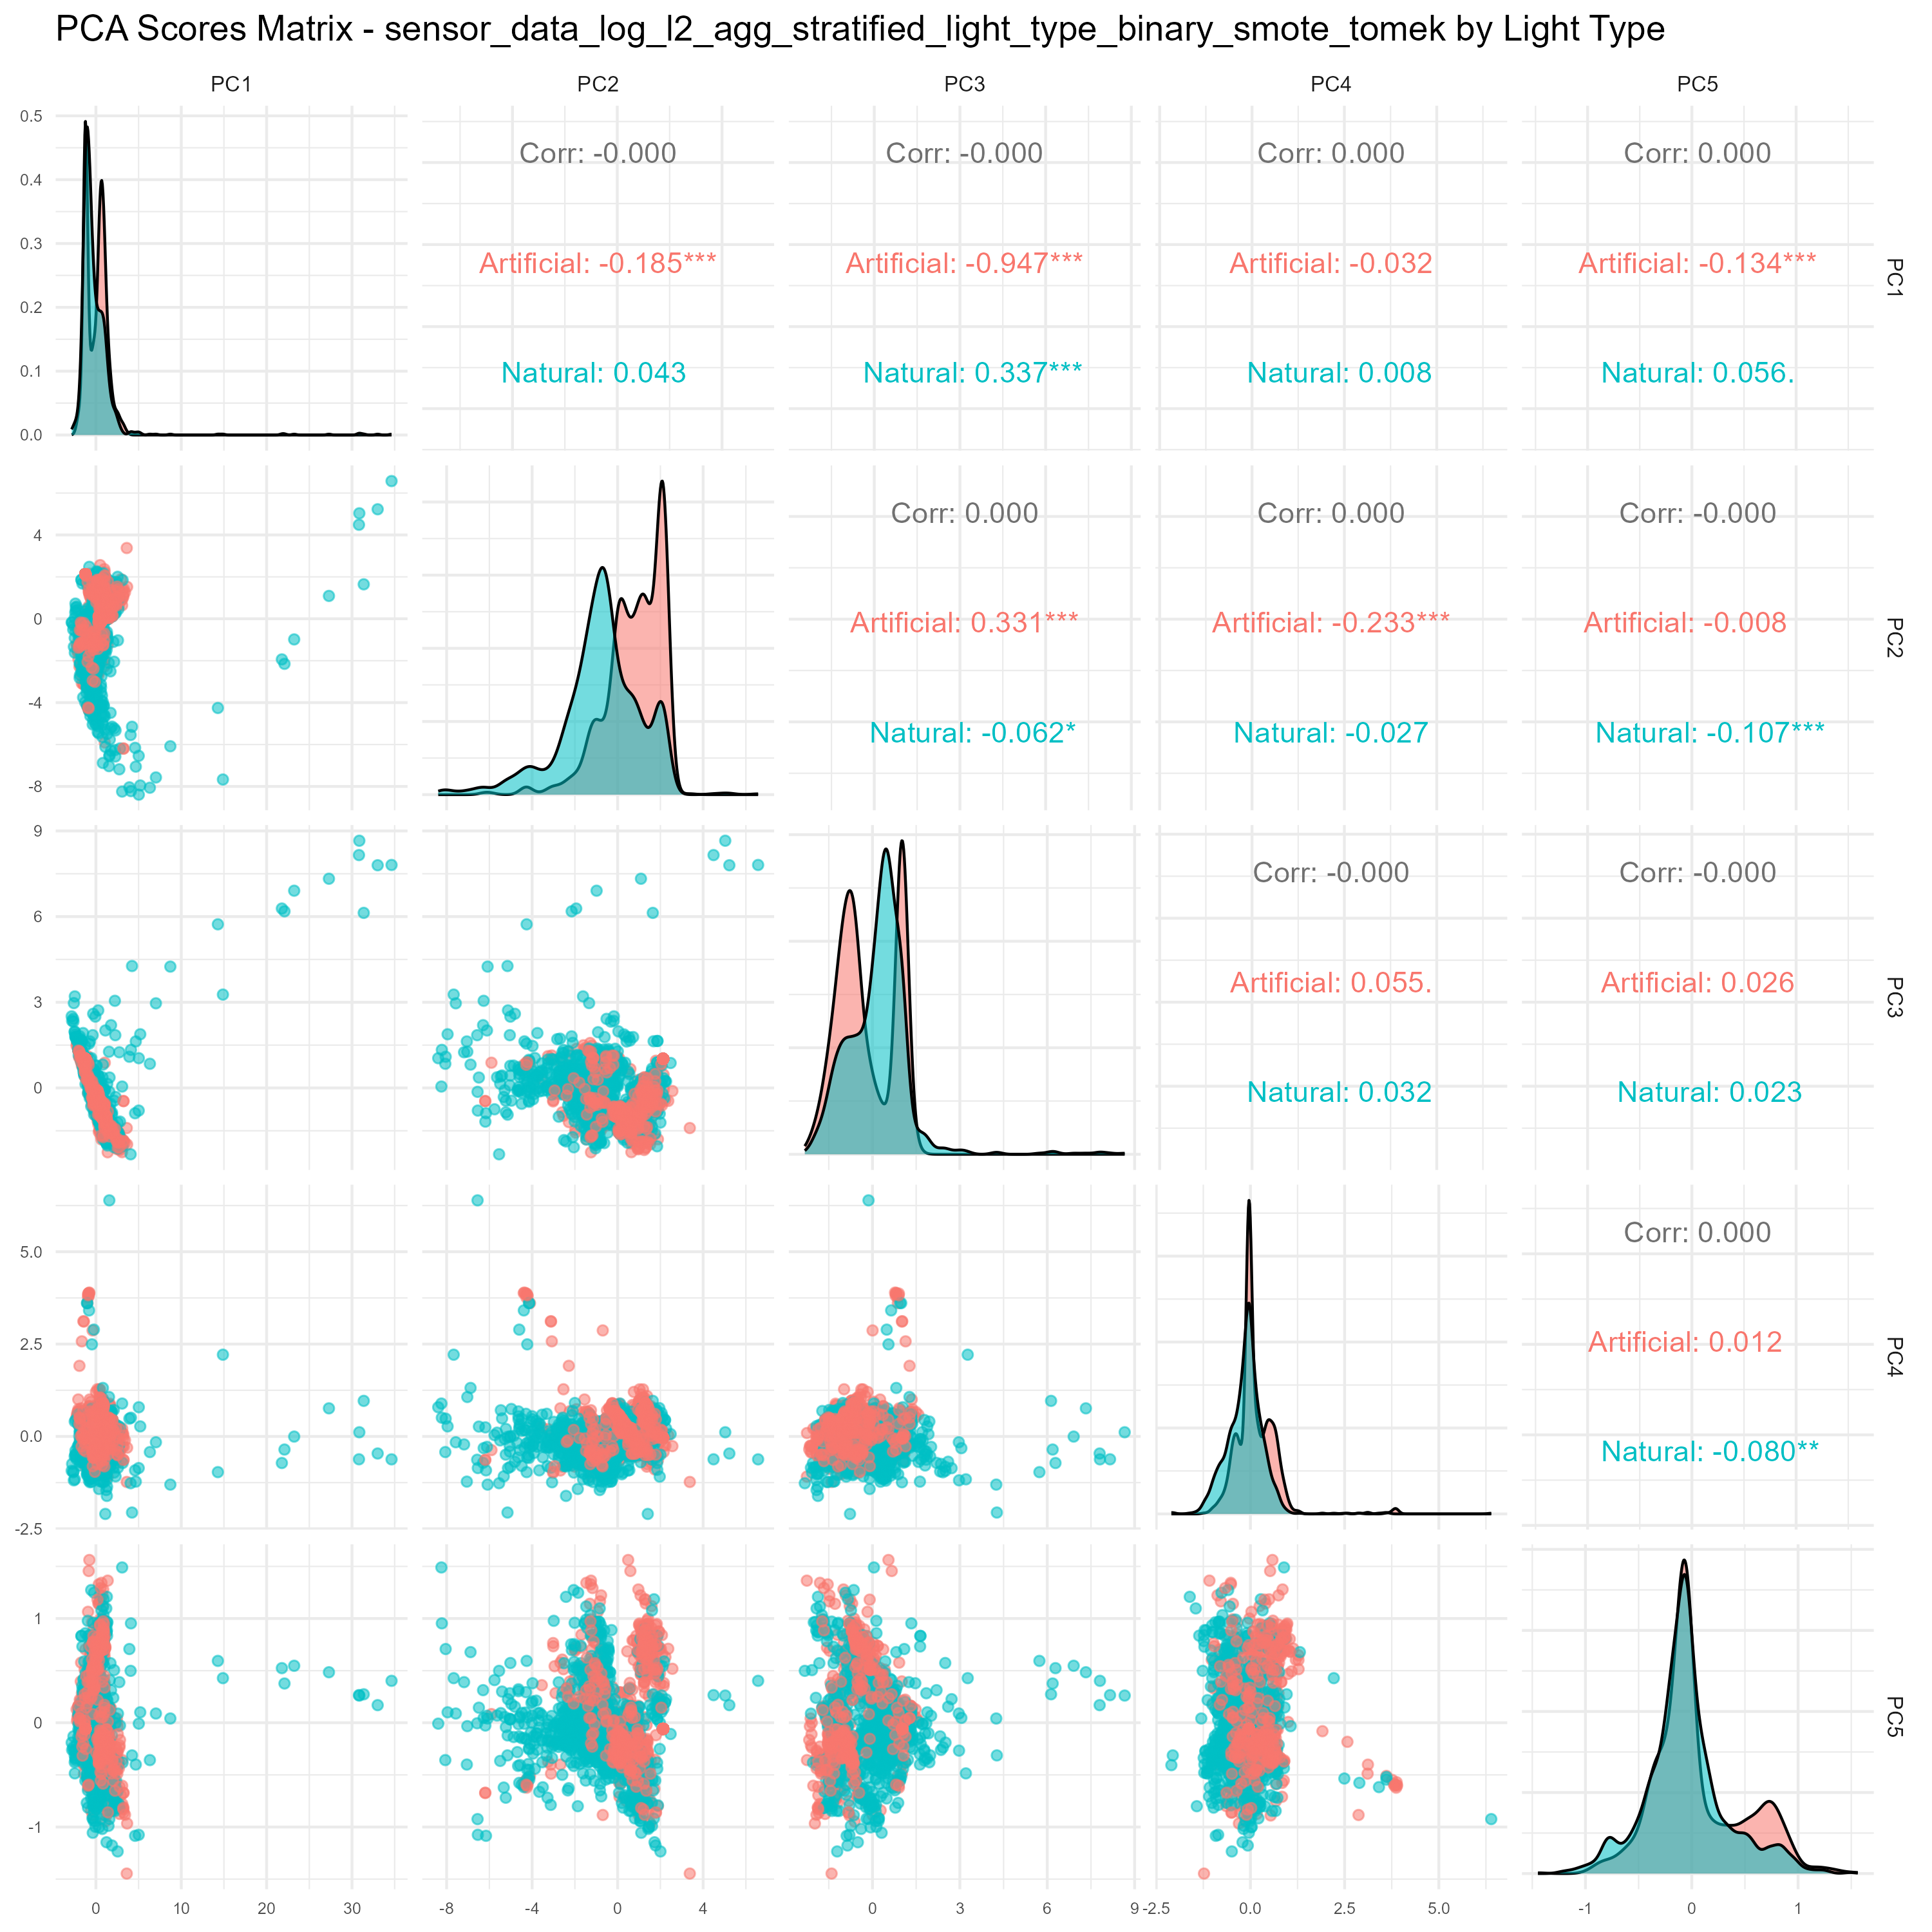 PCA Scores Matrix - sensor_data_log_l2_agg_stratified_light_type_binary_smote_tomek by Light Type
PC1 PC2 PC3 PC4 PC5
0.5
0.4
0.3
0.2
0.1
0.0
Corr: -0.000
Artificial: -0.185***
Natural: 0.043
Corr: -0.000
Artificial: -0.947***
Natural: 0.337***
Corr: 0.000
Artificial: -0.032
Natural: 0.008
Corr: 0.000
Artificial: -0.134***
Natural: 0.056.
PC1
4
0
-4
-8
Corr: 0.000
Artificial: 0.331***
Natural: -0.062*
Corr: 0.000
Artificial: -0.233***
Natural: -0.027
Corr: -0.000
Artificial: -0.008
Natural: -0.107***
PC2
9
6
3
0
Corr: -0.000
Artificial: 0.055.
Natural: 0.032
Corr: -0.000
Artificial: 0.026
Natural: 0.023
PC3
5.0
2.5
0.0
-2.5
Corr: 0.000
Artificial: 0.012
Natural: -0.080**
PC4
1
0
-1
PC5
0 10 20 30
-8 -4 0 4
0 3 6 9
-2.5 0.0 2.5 5.0
-1 0 1